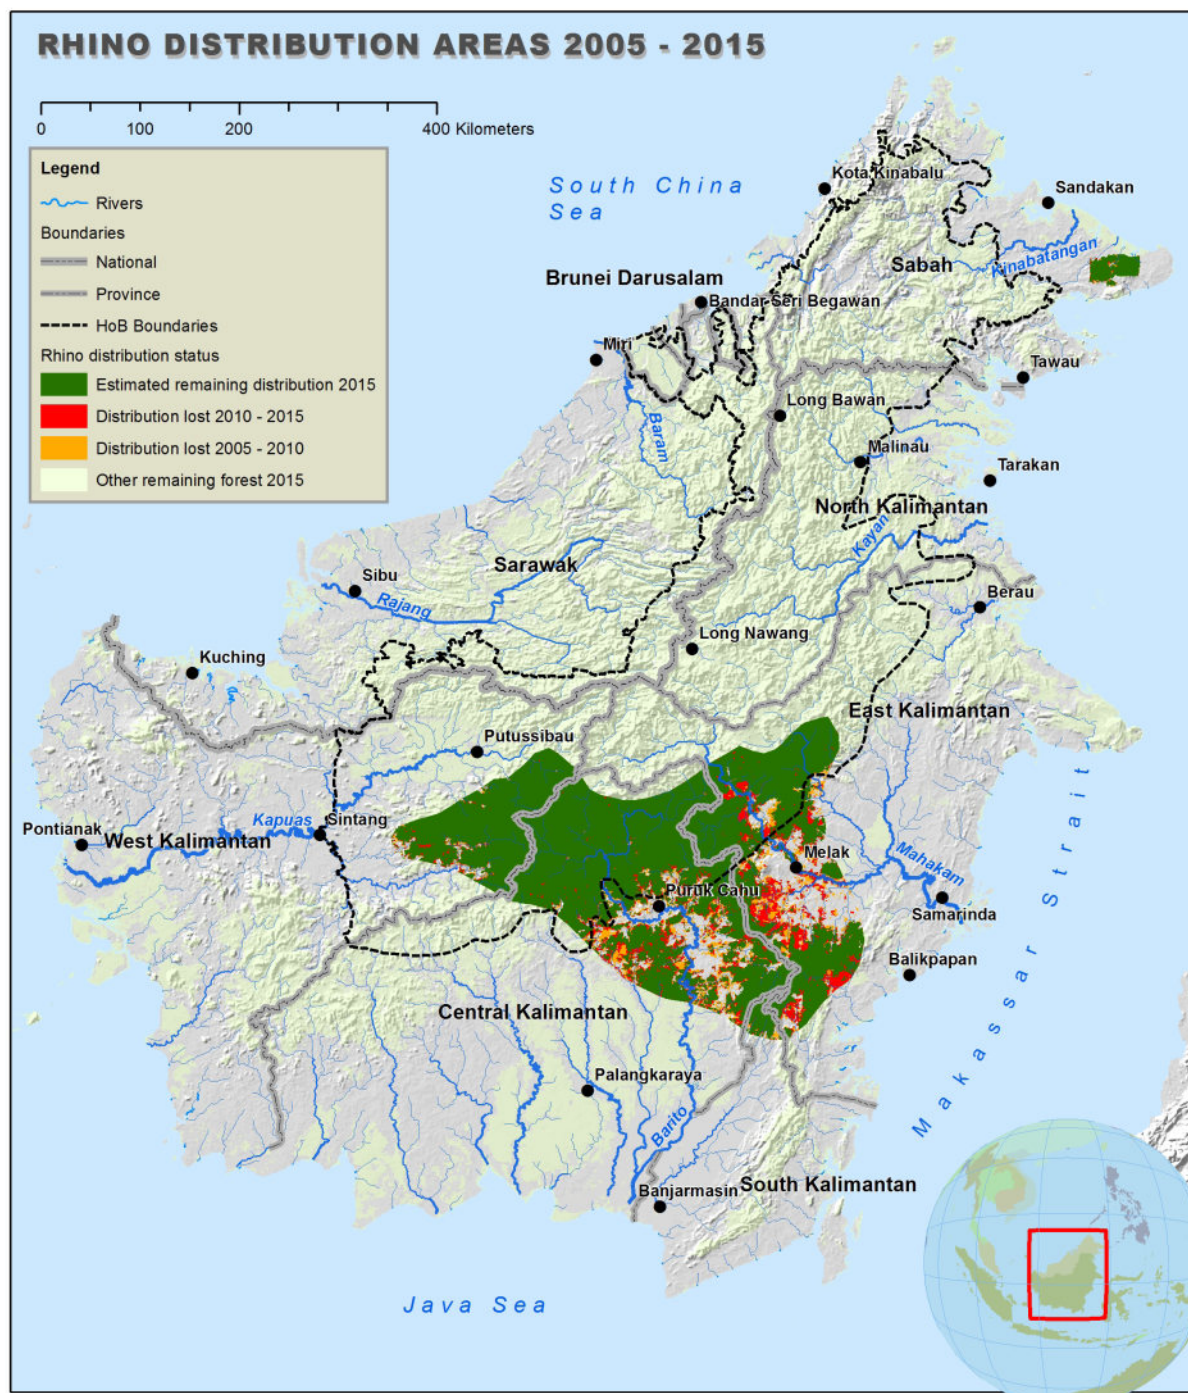 RHINO DISTRIBUTION AREAS 2005 - 2015
0 100 200 400 Kilometers
Legend
Rivers
Boundaries
National
Province
HoB Boundaries
Rhino distribution status
Estimated remaining distribution 2015
Distribution lost 2010 - 2015
Distribution lost 2005 - 2010
Other remaining forest 2015
South China
Sea
Kota Kinabalu
Sandakan
Kinabatangan
Sabah
Brunei Darusalam
Bandar Seri Begawan
Miri
Tawau
Long Bawan
Baram
Malinau
Tarakan
North Kalimantan
Kayan
Sarawak
Sibu
Rajang
Berau
Long Nawang
Kuching
East Kalimantan
Putussibau
Makassar Strait
Kapuas
Sintang
Pontianak
West Kalimantan
Melak
Mahakam
Puruk Cahu
Samarinda
Balikpapan
Central Kalimantan
Palangkaraya
Barito
Banjarmasin
South Kalimantan
Java Sea